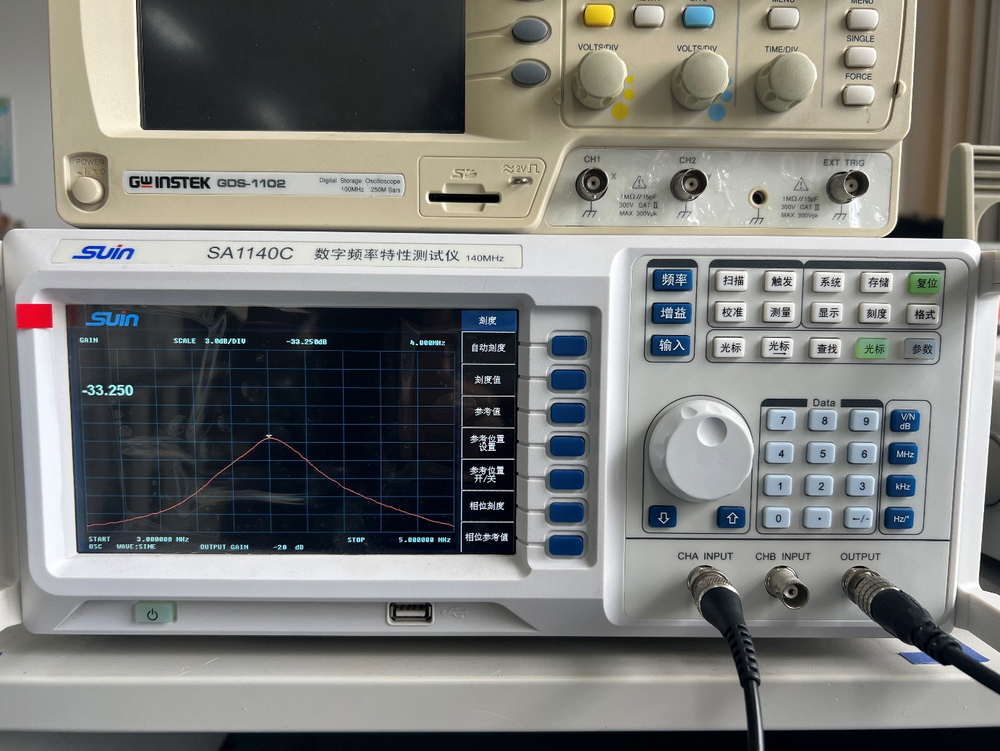 MENU
MENU
SINGLE
VOLTS/DIV
VOLTS/DIV
TIME/DIV
FORCE
POWER
GW INSTEK GDS-1102
Digital Storage Oscilloscope
100MHz 250M Sa/s
≈2V
CH1
X
1MΩ//15pF
300V CAT II
MAX. 300Vpk
CH2
Y
EXT TRIG
1MΩ//15pF
300V CAT II
MAX. 300Vpk
SUin
SA1140C 数字频率特性测试仪 140MHz
SUin
GAIN SCALE 3.0dB/DIV -33.250dB 4.000MHz
-33.250
START 3.000000 MHz STOP 5.000000 MHz
OSC WAVE:SINE OUTPUT GAIN -20 dB
刻度
自动刻度
刻度值
参考值
参考位置
设置
参考位置
开/关
相位刻度
相位参考值
频率 扫描 触发 系统 存储 复位
增益 校准 测量 显示 刻度 格式
输入 光标 光标 查找 光标 参数
Data
7 8 9 V/N
dB
4 5 6 MHz
1 2 3 kHz
0 . ←/- Hz/°
CHA INPUT CHB INPUT OUTPUT